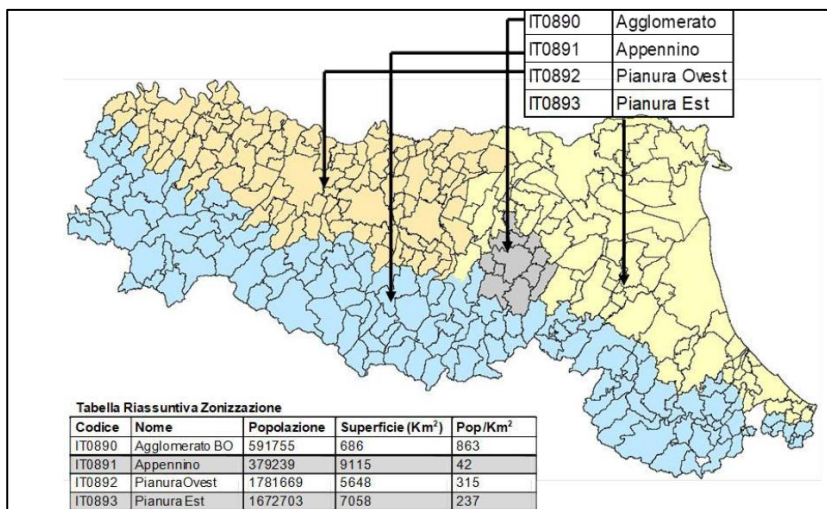 IT0890 Agglomerato
IT0891 Appennino
IT0892 Pianura Ovest
IT0893 Pianura Est
Tabella Riassuntiva Zonizzazione
Codice Nome Popolazione Superficie (Km²) Pop/Km²
IT0890 Agglomerato BO 591755 686 863
IT0891 Appennino 379239 9115 42
IT0892 PianuraOvest 1781669 5648 315
IT0893 Pianura Est 1672703 7058 237